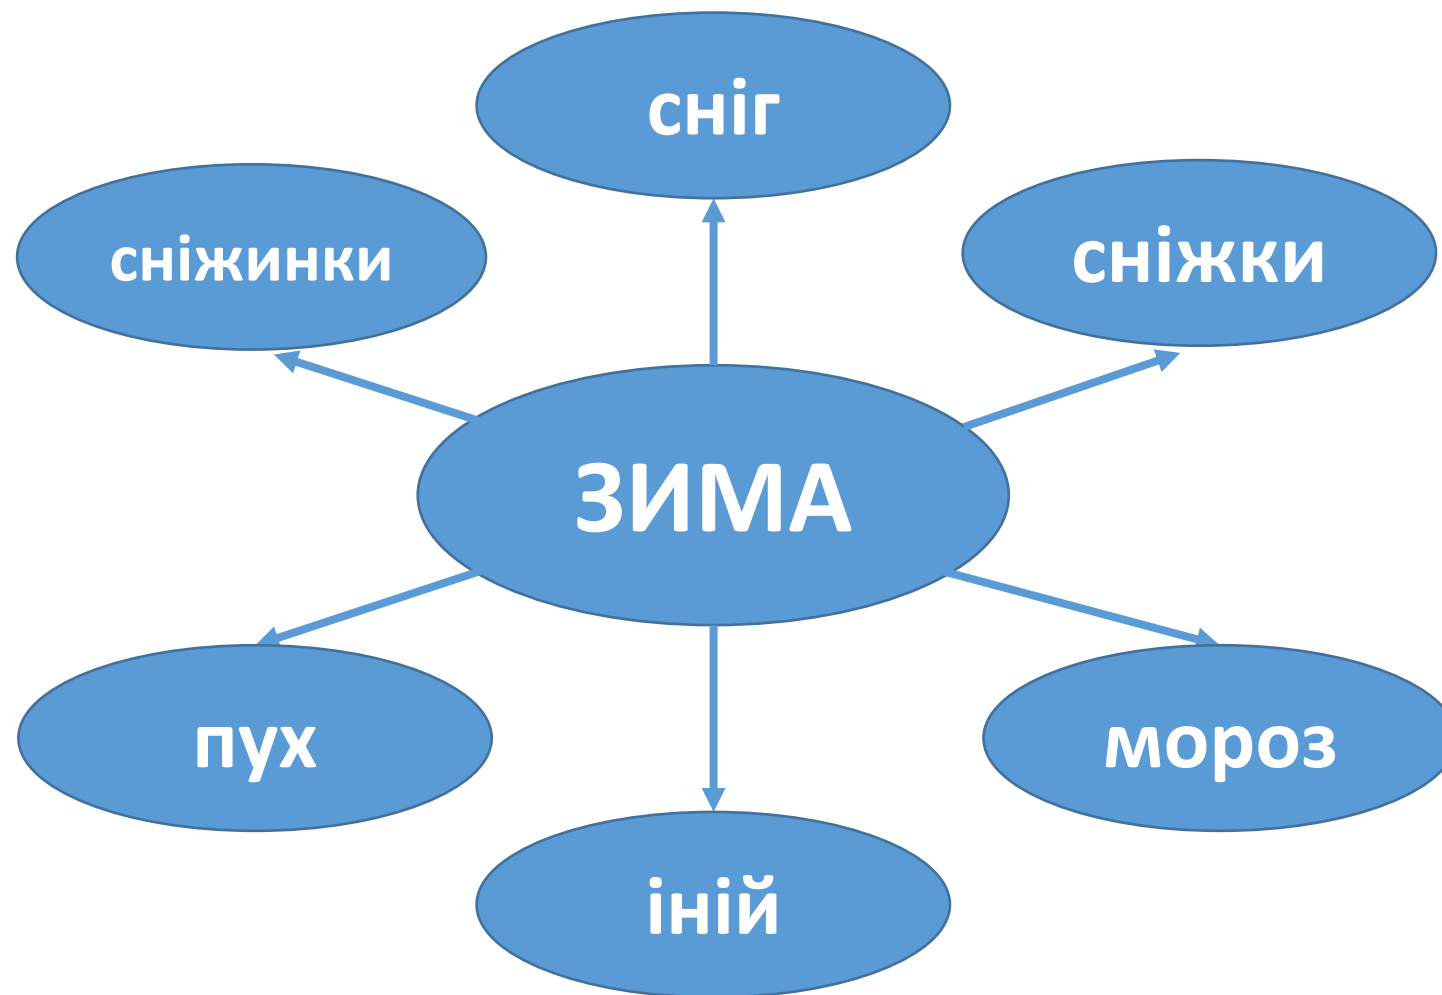 сніг
сніжинки
сніжки
ЗИМА
пух
мороз
іній